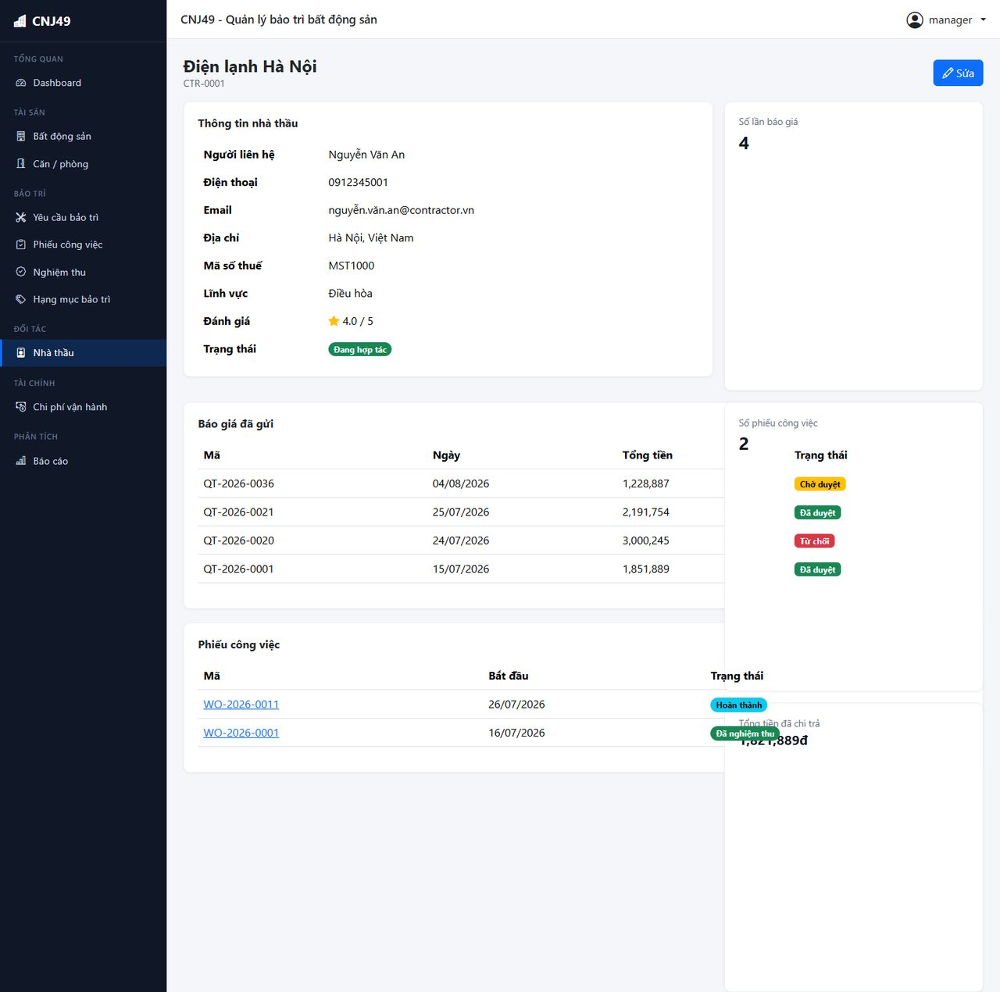 CNJ49
CNJ49 - Quản lý bảo trì bất động sản
manager
TỔNG QUAN
Dashboard
TÀI SẢN
Bất động sản
Căn / phòng
BẢO TRÌ
Yêu cầu bảo trì
Phiếu công việc
Nghiệm thu
Hạng mục bảo trì
ĐỐI TÁC
Nhà thầu
TÀI CHÍNH
Chi phí vận hành
PHÂN TÍCH
Báo cáo
Điện lạnh Hà Nội
CTR-0001
Sửa
Thông tin nhà thầu
Người liên hệ Nguyễn Văn An
Điện thoại 0912345001
Email nguyễn.văn.an@contractor.vn
Địa chỉ Hà Nội, Việt Nam
Mã số thuế MST1000
Lĩnh vực Điều hòa
Đánh giá 4.0 / 5
Trạng thái Đang hợp tác
Số lần báo giá
4
Báo giá đã gửi
Mã Ngày Tổng tiền Trạng thái
QT-2026-0036 04/08/2026 1,228,887 Chờ duyệt
QT-2026-0021 25/07/2026 2,191,754 Đã duyệt
QT-2026-0020 24/07/2026 3,000,245 Từ chối
QT-2026-0001 15/07/2026 1,851,889 Đã duyệt
Số phiếu công việc
2
Phiếu công việc
Mã Bắt đầu Trạng thái
WO-2026-0011 26/07/2026 Hoàn thành
WO-2026-0001 16/07/2026 Đã nghiệm thu
Tổng tiền đã chi trả
1,821,889đ